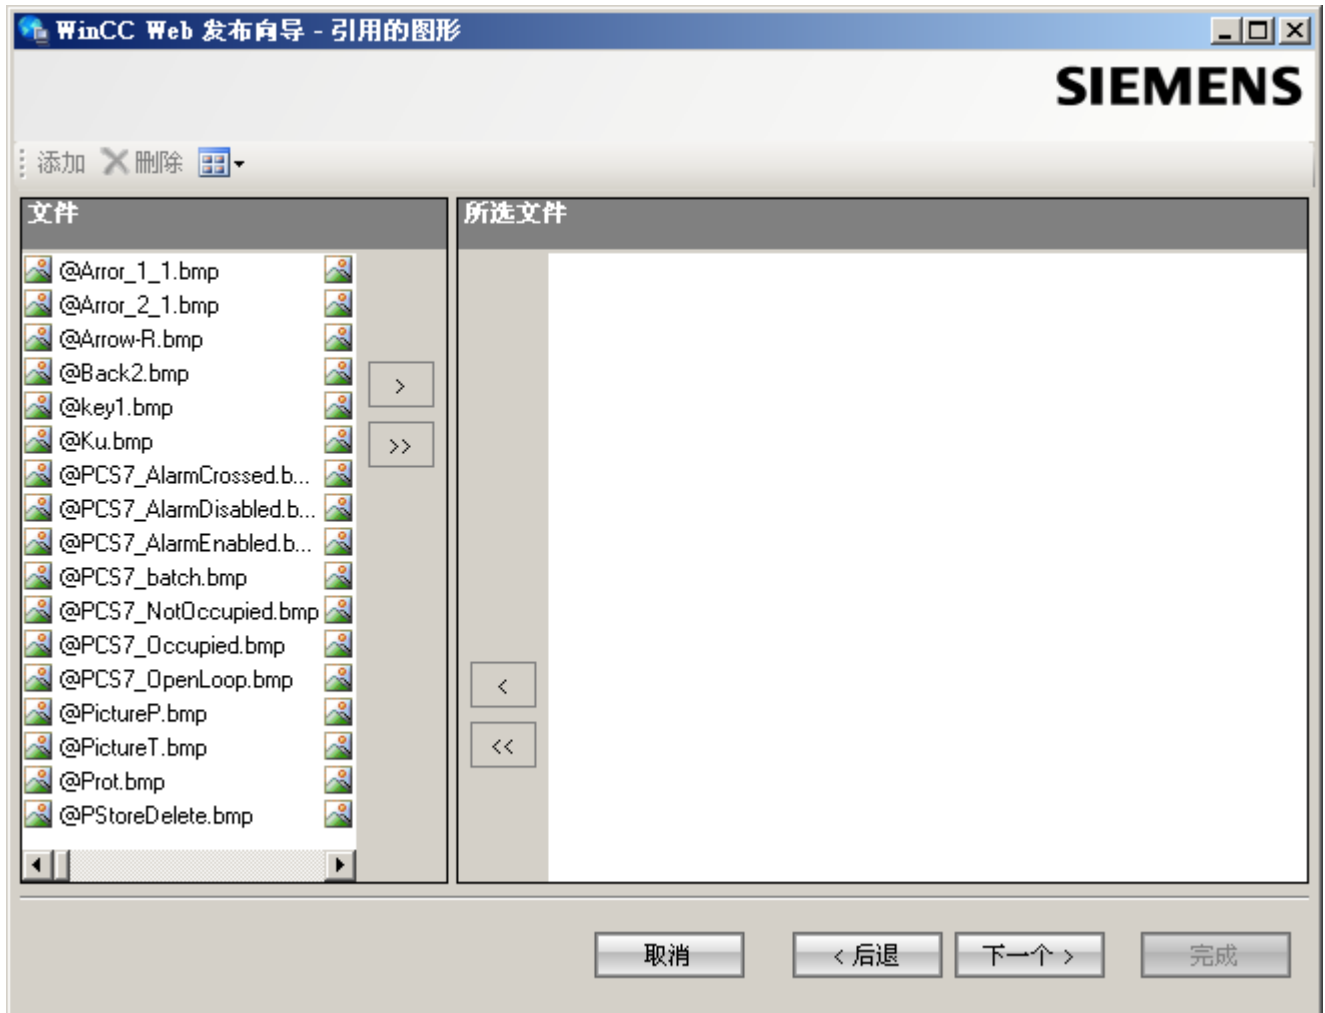 WinCC Web 发布向导 - 引用的图形
SIEMENS
添加 删除
文件
所选文件
@Arror_1_1.bmp
@Arror_2_1.bmp
@Arrow-R.bmp
@Back2.bmp
@key1.bmp
@Ku.bmp
@PCS7_AlarmCrossed.b...
@PCS7_AlarmDisabled.b...
@PCS7_AlarmEnabled.b...
@PCS7_batch.bmp
@PCS7_NotOccupied.bmp
@PCS7_Occupied.bmp
@PCS7_OpenLoop.bmp
@PictureP.bmp
@PictureT.bmp
@Prot.bmp
@PStoreDelete.bmp
>
>>
<
<<
取消 < 后退 下一个 > 完成